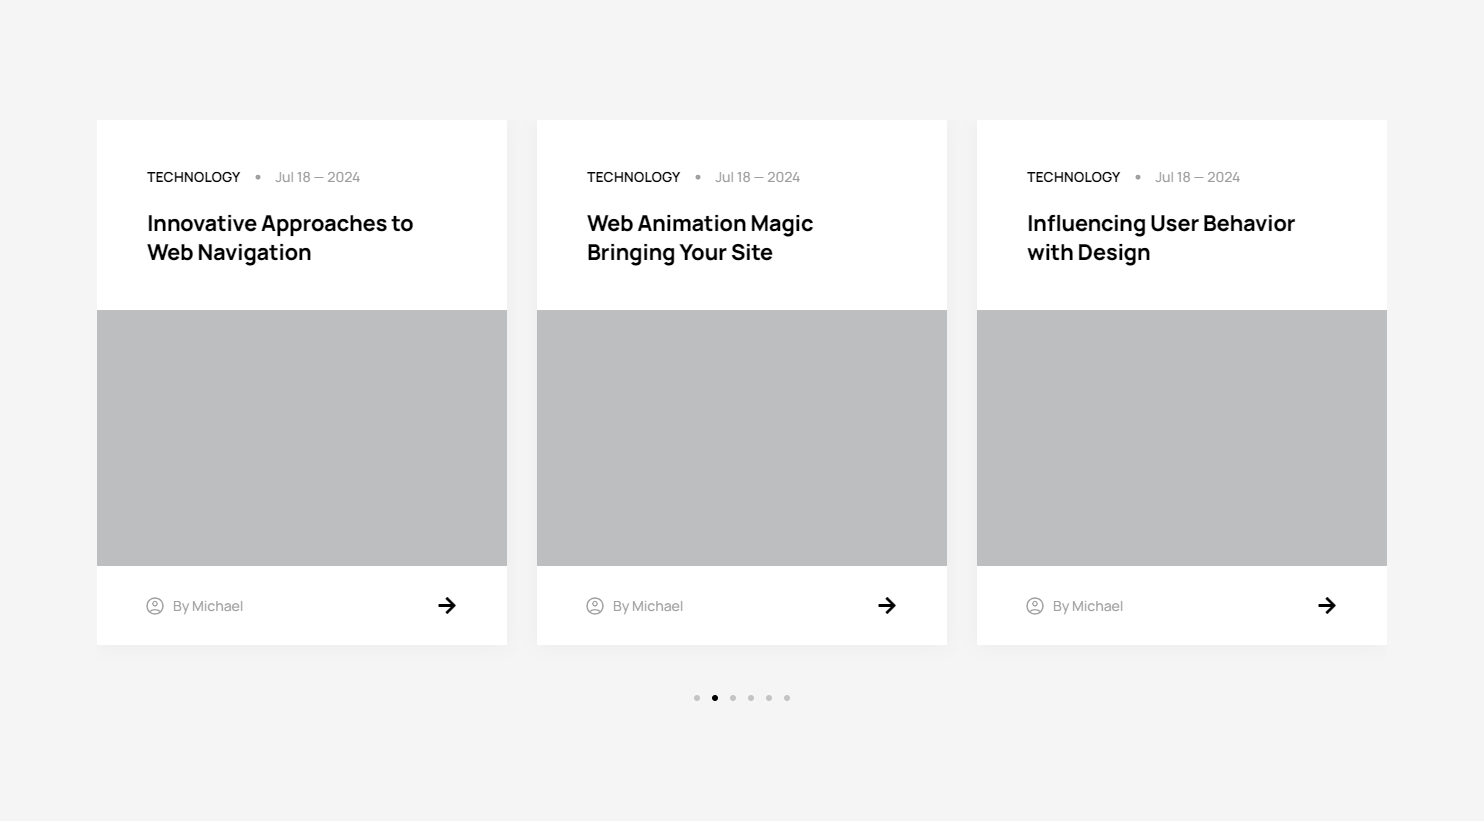 TECHNOLOGY • Jul 18 — 2024
Innovative Approaches to
Web Navigation
By Michael
TECHNOLOGY • Jul 18 — 2024
Web Animation Magic
Bringing Your Site
By Michael
TECHNOLOGY • Jul 18 — 2024
Influencing User Behavior
with Design
By Michael